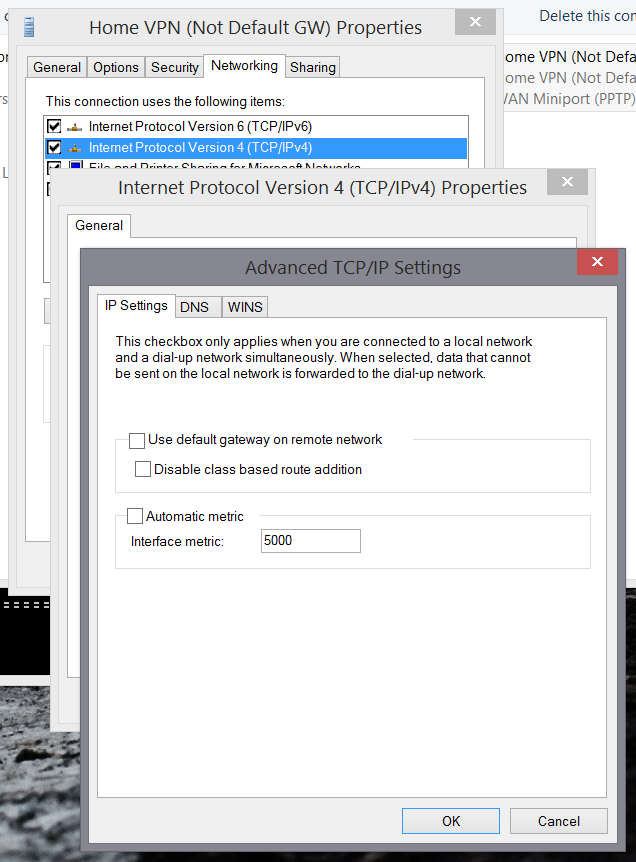 Delete this con
Home VPN (Not Default GW) Properties
General Options Security Networking Sharing
ome VPN (Not Defa
ome VPN (Not Defa
WAN Miniport (PPTP)
This connection uses the following items:
Internet Protocol Version 6 (TCP/IPv6)
Internet Protocol Version 4 (TCP/IPv4)
File and Printer Sharing for Microsoft Networks
Internet Protocol Version 4 (TCP/IPv4) Properties
General
Advanced TCP/IP Settings
IP Settings DNS WINS
This checkbox only applies when you are connected to a local network
and a dial-up network simultaneously. When selected, data that cannot
be sent on the local network is forwarded to the dial-up network.
Use default gateway on remote network
Disable class based route addition
Automatic metric
Interface metric: 5000
OK Cancel